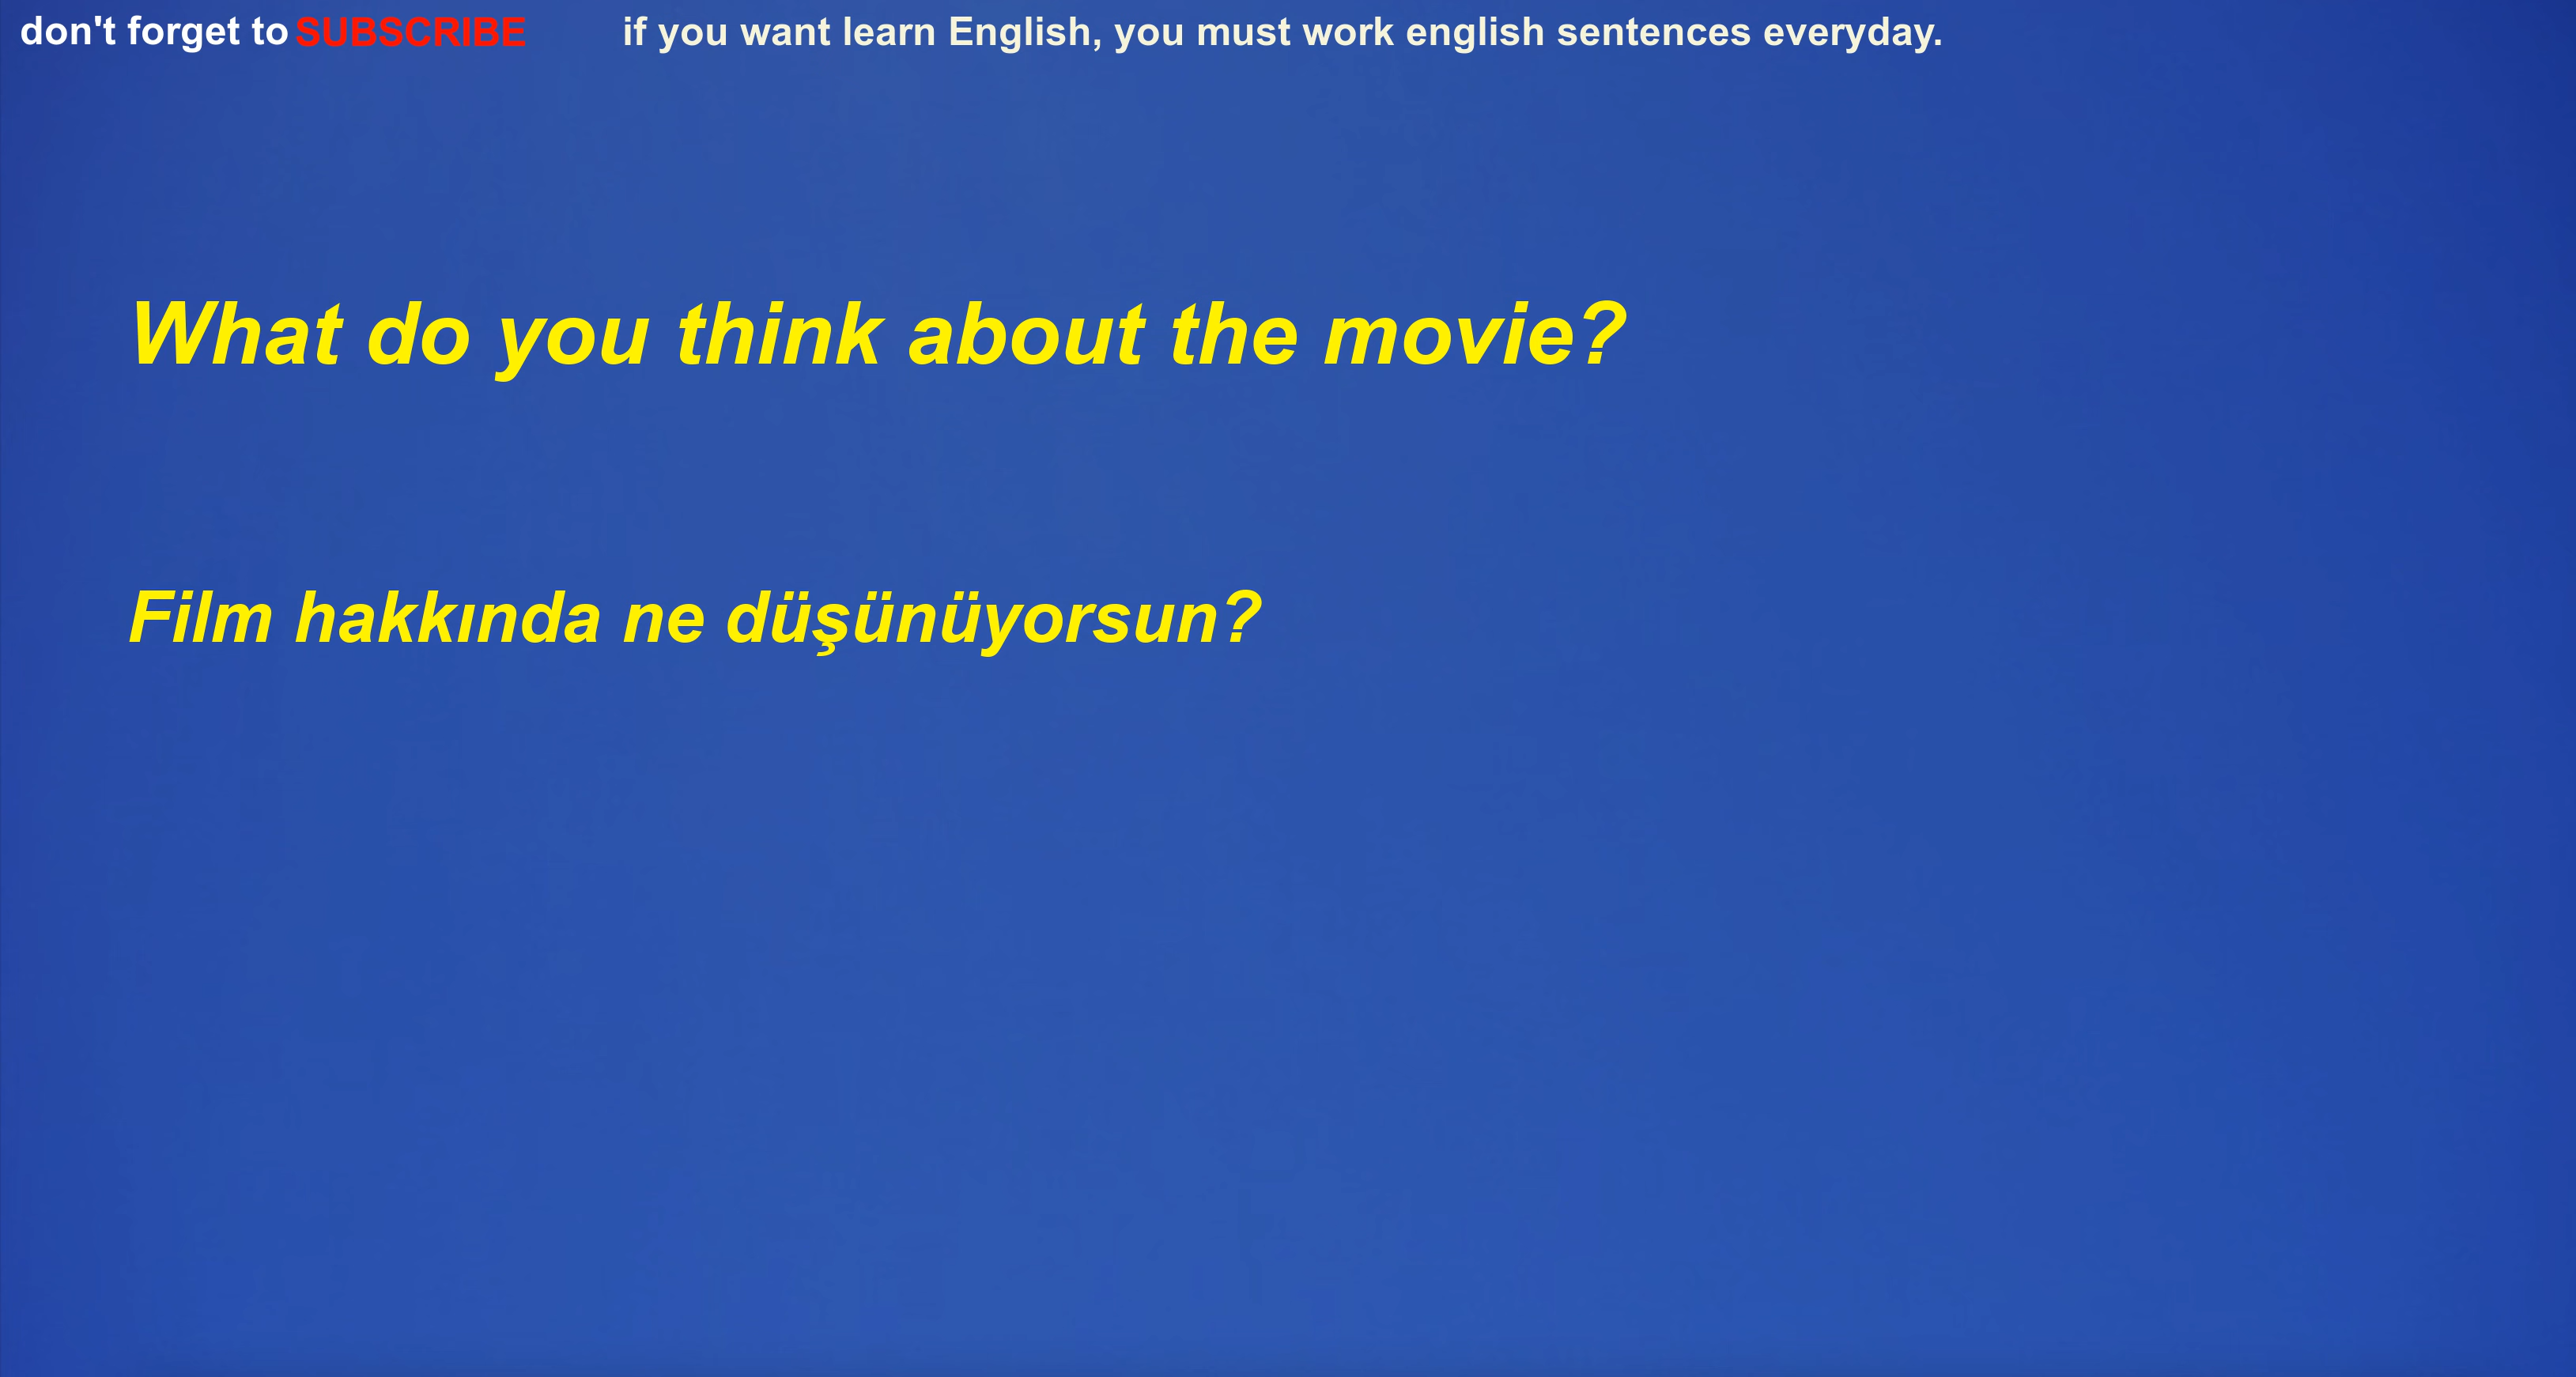 don't forget to SUBSCRIBE if you want learn English, you must work english sentences everyday.
What do you think about the movie?
Film hakkında ne düşünüyorsun?